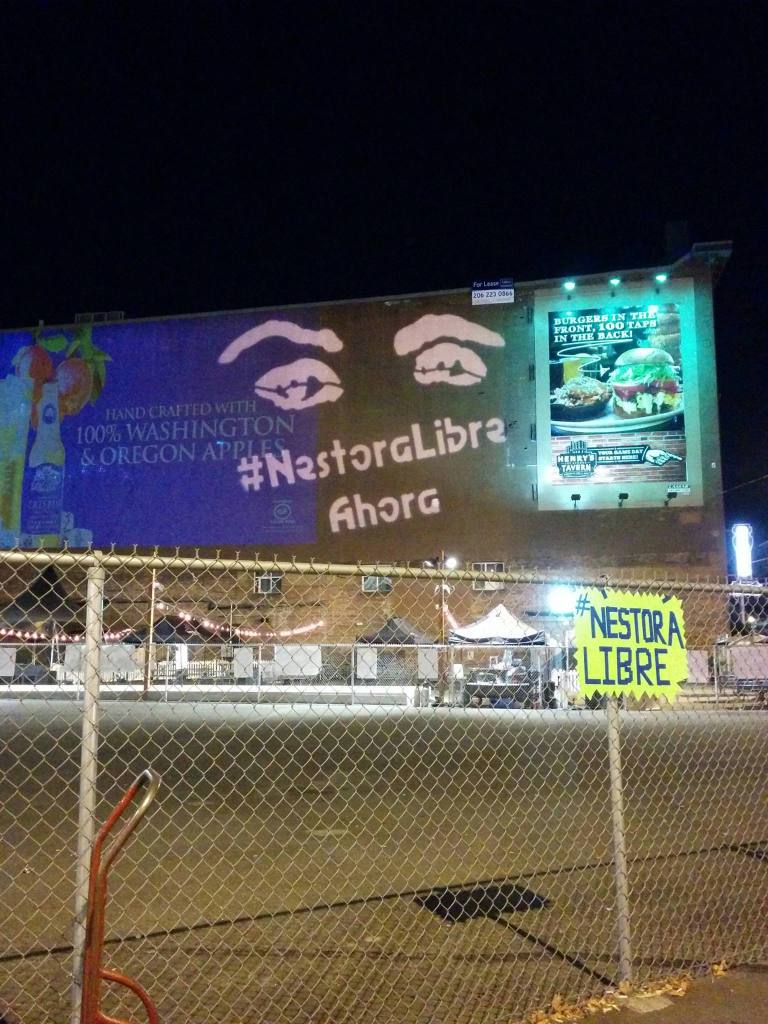 For Lease
206 223 0866
BURGERS IN THE
FRONT, 100 TAPS
IN THE BACK!
HAND CRAFTED WITH
100% WASHINGTON
& OREGON APPLES
#NestoraLibre
Ahora
HENRY'S
TAVERN
YOUR GAME DAY
STARTS HERE!
#NESTORA
LIBRE